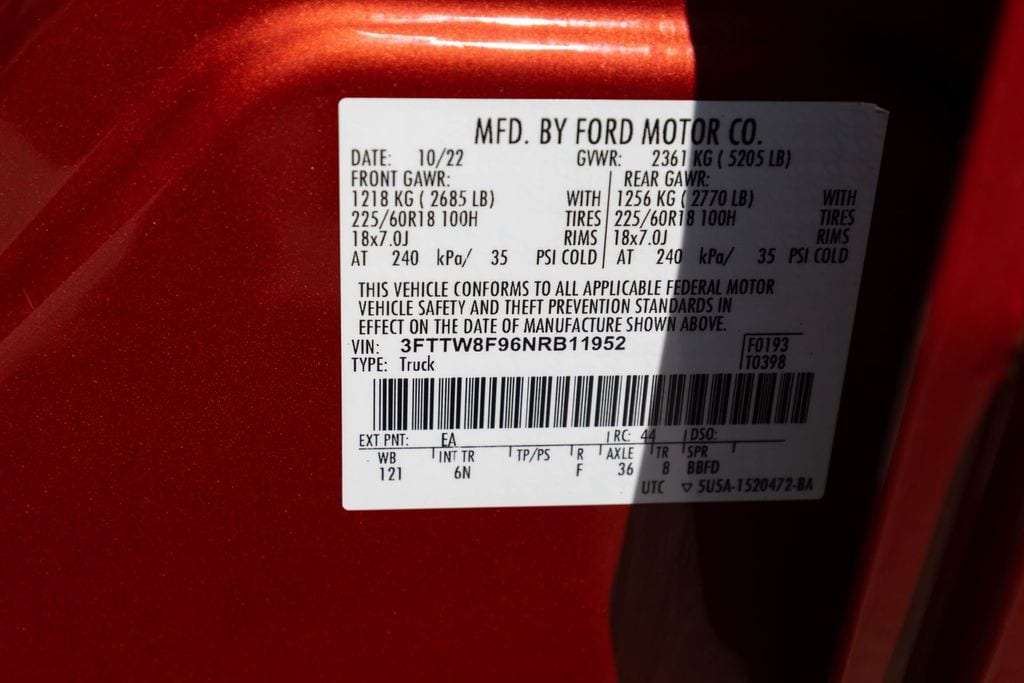 MFD. BY FORD MOTOR CO.
DATE: 10/22 GVWR: 2361 KG ( 5205 LB)
FRONT GAWR: REAR GAWR:
1218 KG ( 2685 LB) WITH 1256 KG ( 2770 LB) WITH
225/60R18 100H TIRES 225/60R18 100H TIRES
18x7.0J RIMS 18x7.0J RIMS
AT 240 kPa/ 35 PSI COLD AT 240 kPa/ 35 PSI COLD
THIS VEHICLE CONFORMS TO ALL APPLICABLE FEDERAL MOTOR
VEHICLE SAFETY AND THEFT PREVENTION STANDARDS IN
EFFECT ON THE DATE OF MANUFACTURE SHOWN ABOVE.
VIN: 3FTTW8F96NRB11952 F0193
TYPE: Truck T0398
EXT PNT: EA RC: 44 DSO:
WB INT TR TP/PS R AXLE TR SPR
121 6N F 36 8 BBFD
UTC ▽ 5U5A-1520472-BA